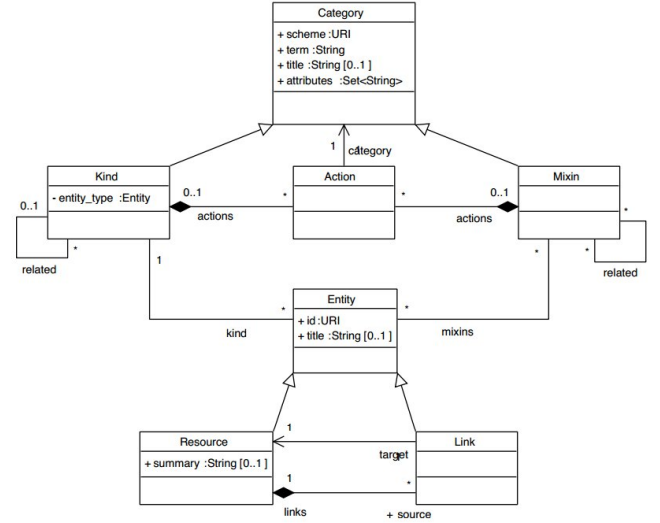 Category
+ scheme :URI
+ term :String
+ title :String [0..1 ]
+ attributes :Set<String>
1
category
Kind
- entity_type :Entity
Action
Mixin
0..1
0..1
*
*
0..1
*
actions
actions
*
*
related
related
1
*
Entity
+ id :URI
+ title :String [0..1 ]
*
*
kind
mixins
Resource
+ summary :String [0..1 ]
1
Link
target
1
*
links
+ source